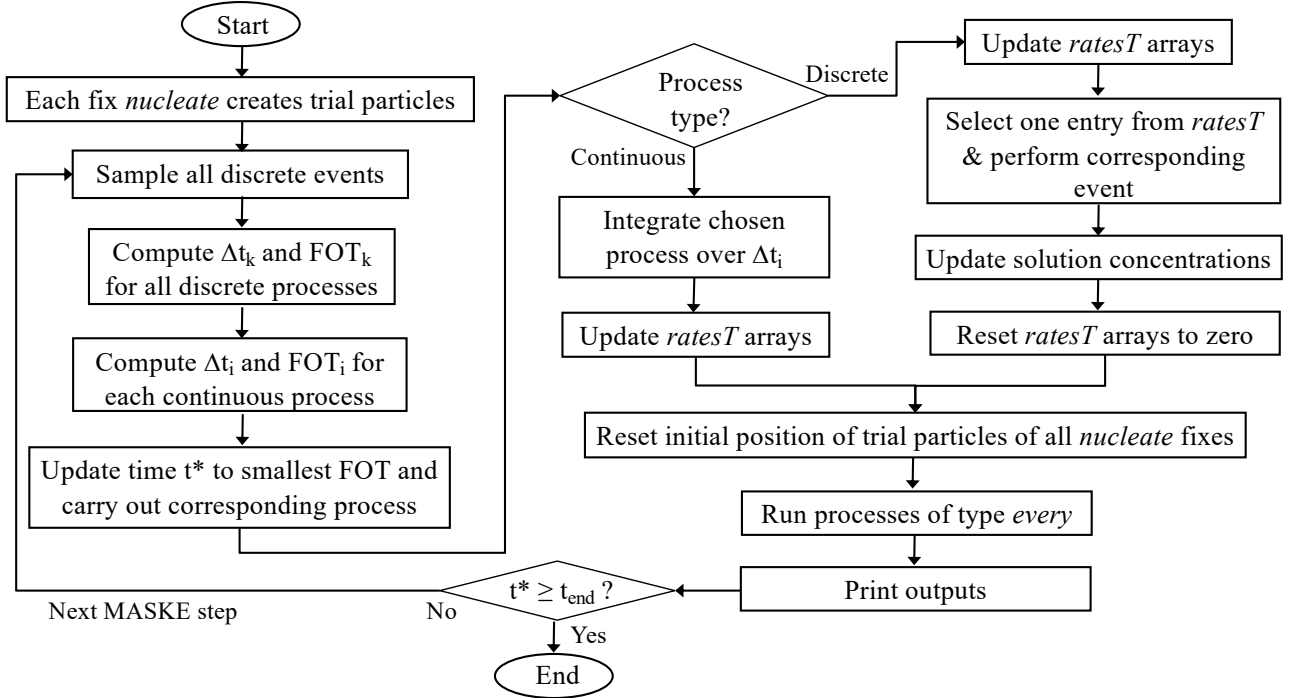 Start
Each fix nucleate creates trial particles
Sample all discrete events
Compute Δtk and FOTk
for all discrete processes
Compute Δti and FOTi for
each continuous process
Update time t* to smallest FOT and
carry out corresponding process
Process
type?
Discrete
Continuous
Integrate chosen
process over Δti
Update ratesT arrays
Update ratesT arrays
Select one entry from ratesT
& perform corresponding
event
Update solution concentrations
Reset ratesT arrays to zero
Reset initial position of trial particles of all nucleate fixes
Run processes of type every
Print outputs
t* ≥ tend ?
No
Next MASKE step
Yes
End